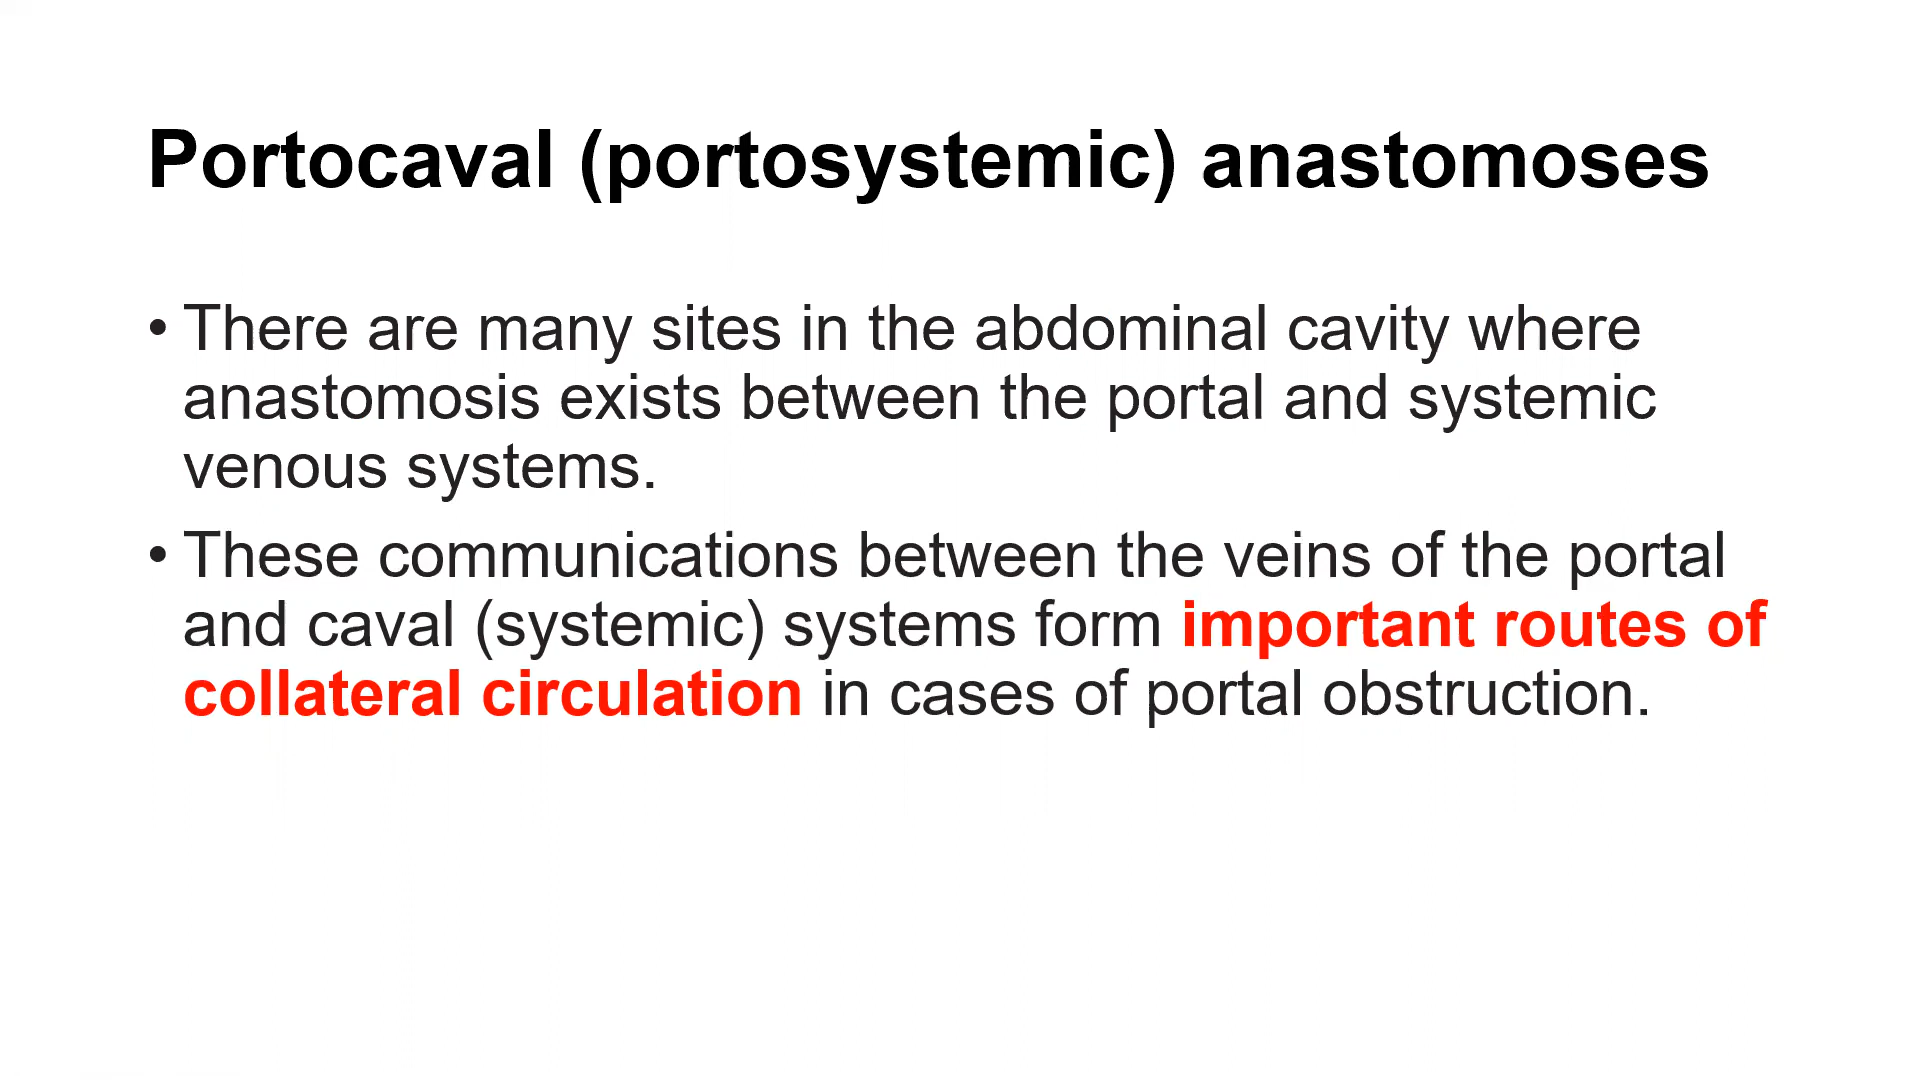 Portocaval (portosystemic) anastomoses
• There are many sites in the abdominal cavity where
anastomosis exists between the portal and systemic
venous systems.
• These communications between the veins of the portal
and caval (systemic) systems form important routes of
collateral circulation in cases of portal obstruction.